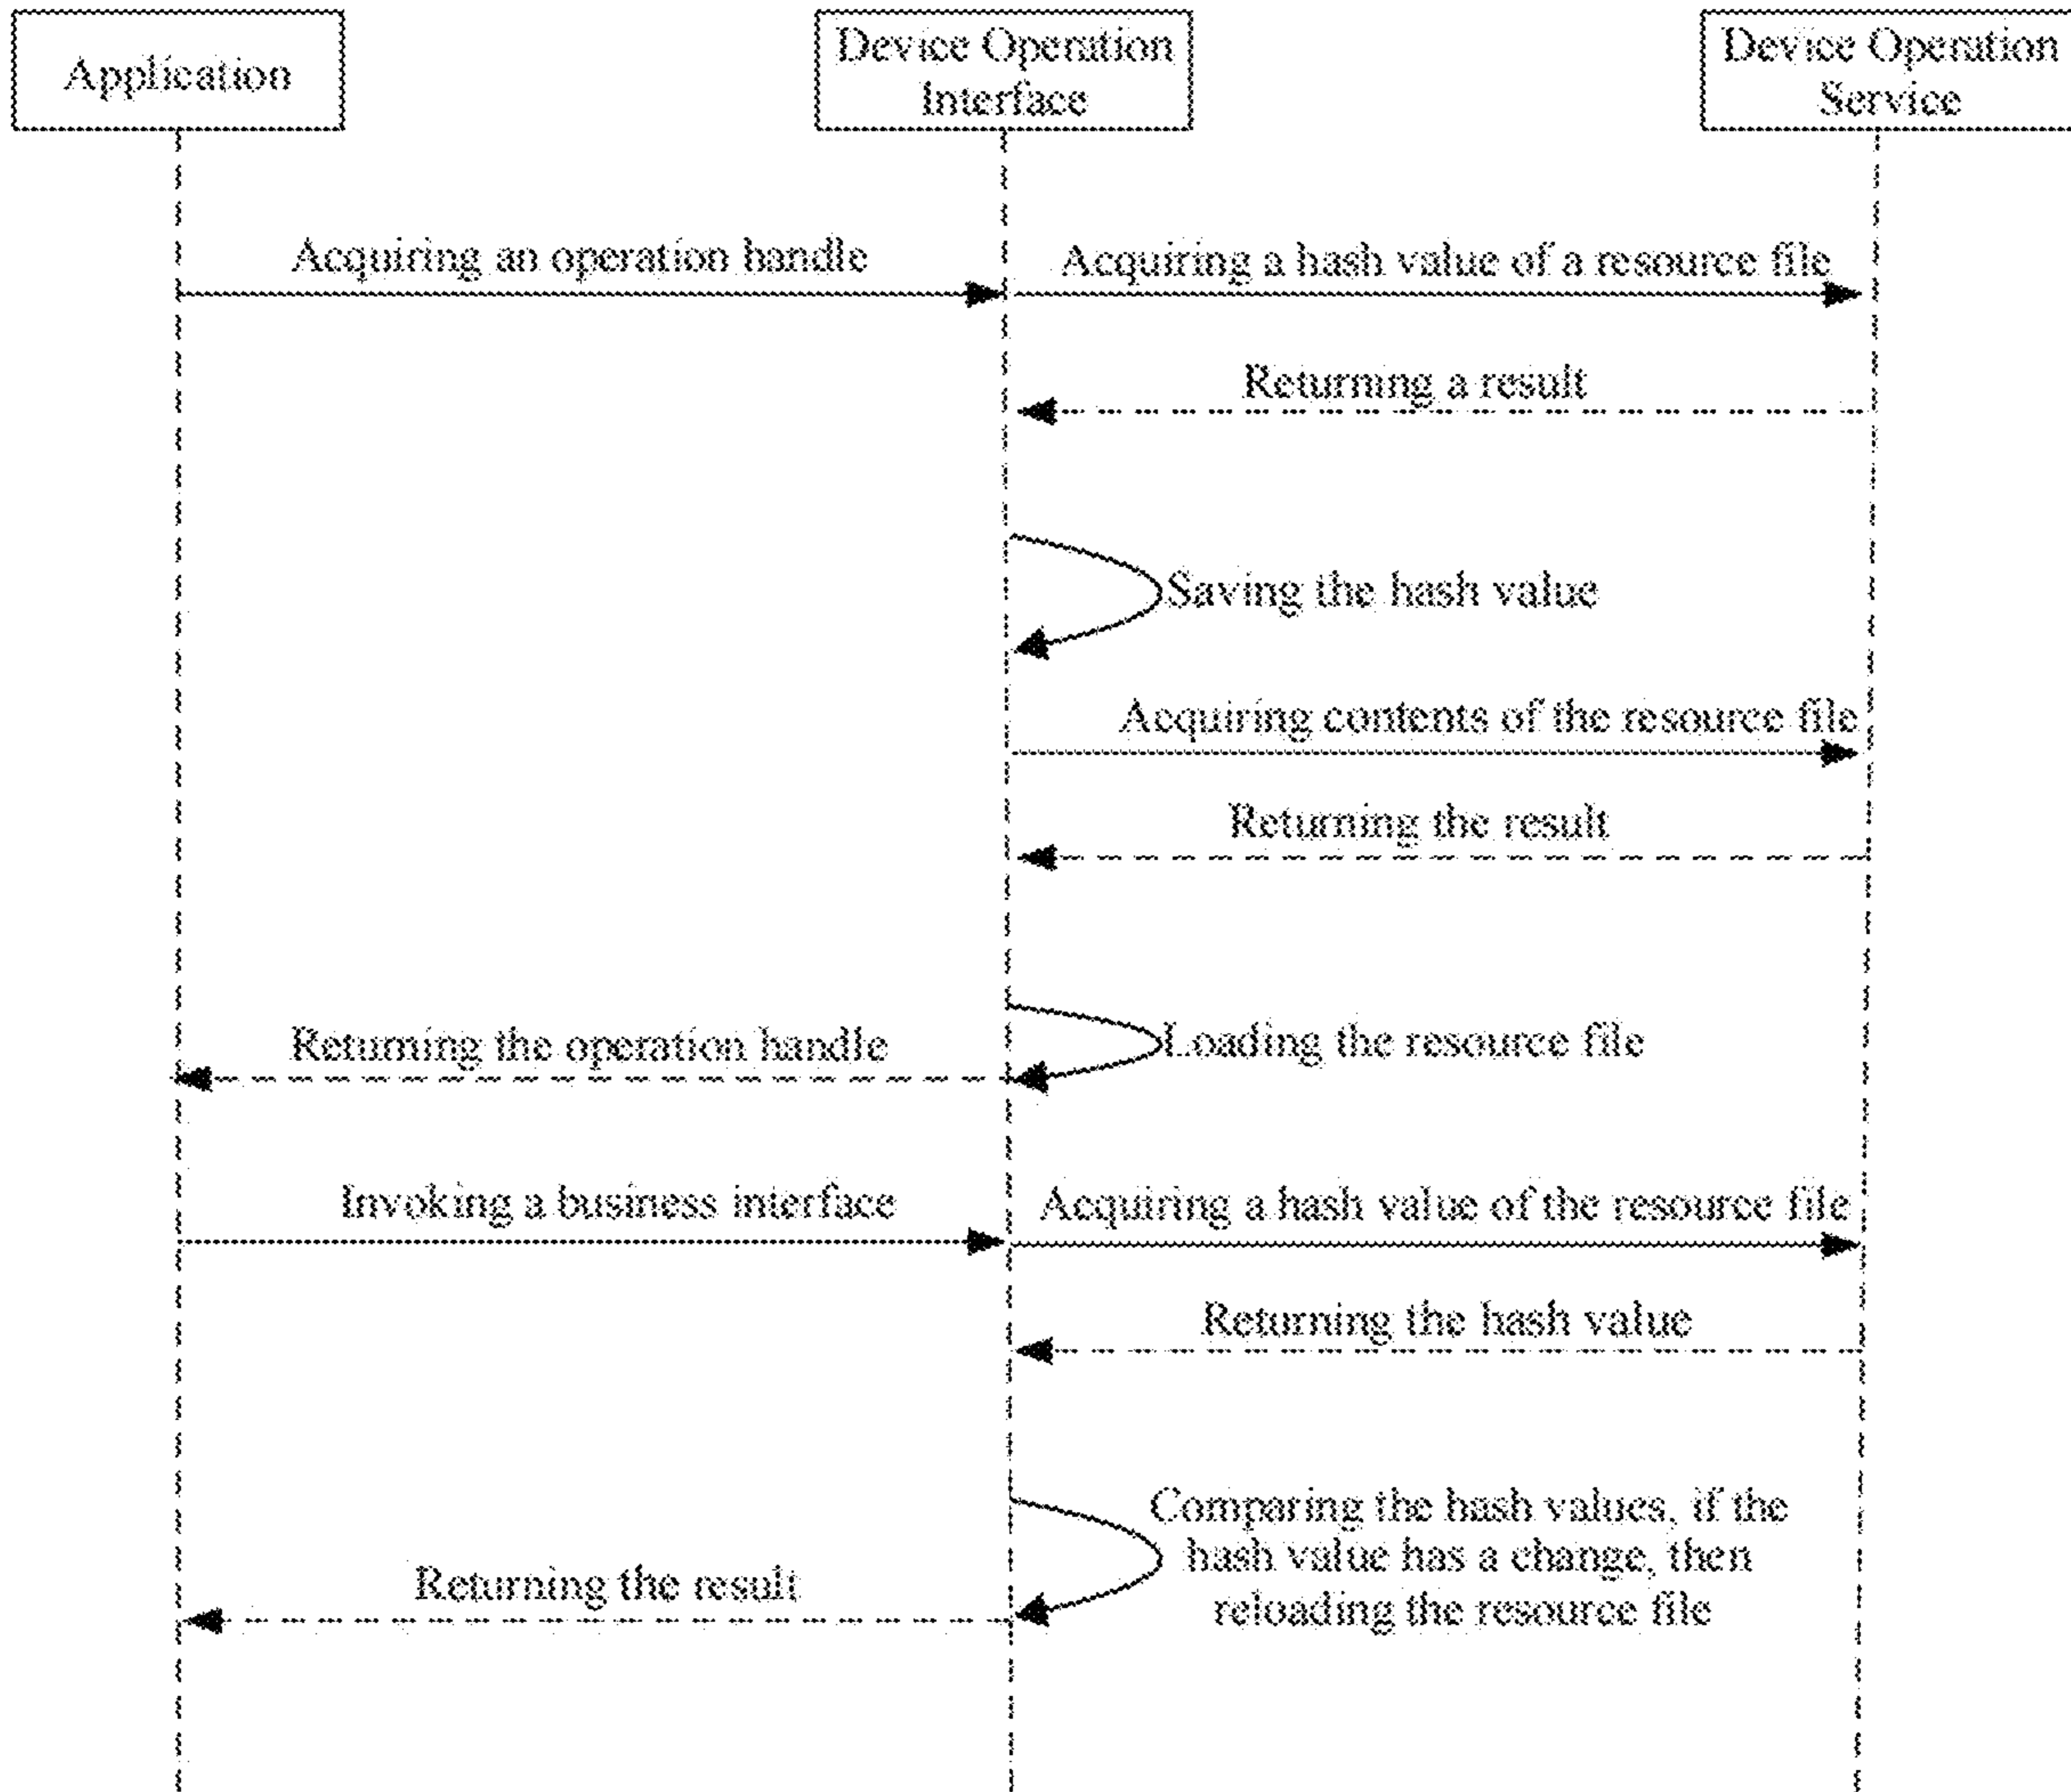 Application
Device Operation
Interface
Device Operation
Service
Acquiring an operation handle
Acquiring a hash value of a resource file
Returning a result
Saving the hash value
Acquiring contents of the resource file
Returning the result
Loading the resource file
Returning the operation handle
Invoking a business interface
Acquiring a hash value of the resource file
Returning the hash value
Comparing the hash values, if the
hash value has a change, then
reloading the resource file
Returning the result